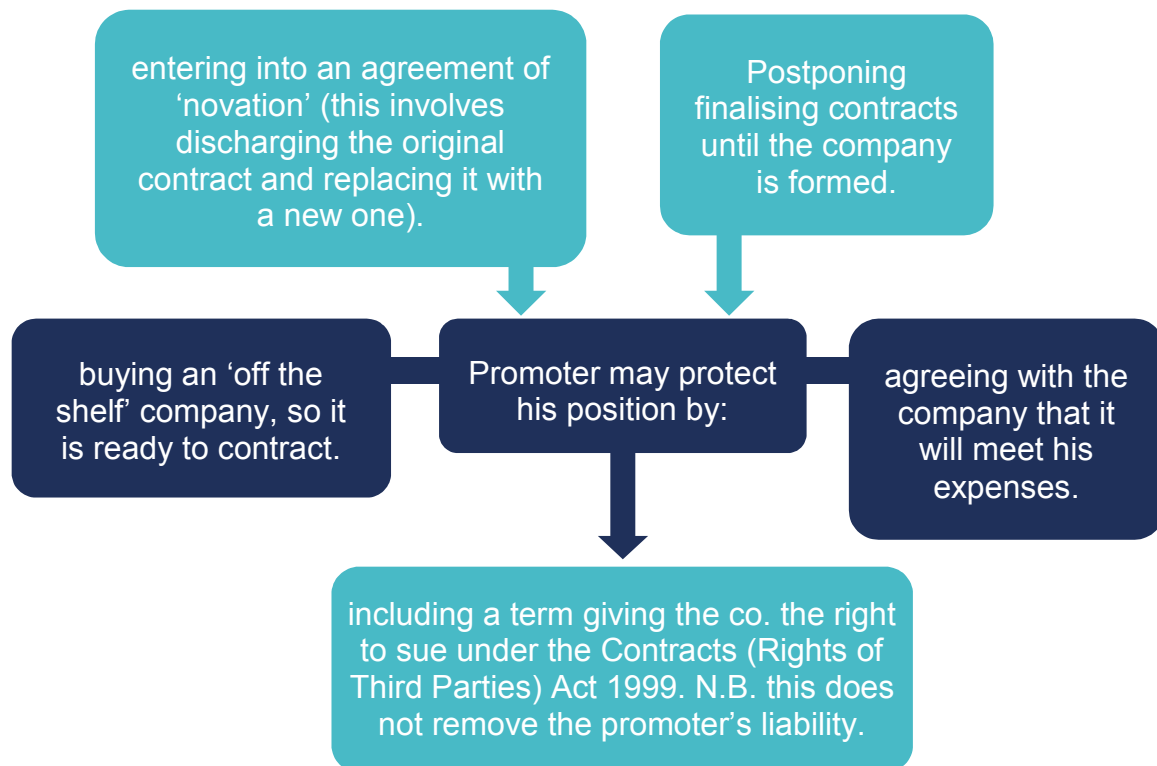 entering into an agreement of
‘novation’ (this involves
discharging the original
contract and replacing it with
a new one).
Postponing
finalising contracts
until the company
is formed.
buying an ‘off the
shelf’ company, so it
is ready to contract.
Promoter may protect
his position by:
agreeing with the
company that it
will meet his
expenses.
including a term giving the co. the right
to sue under the Contracts (Rights of
Third Parties) Act 1999. N.B. this does
not remove the promoter’s liability.